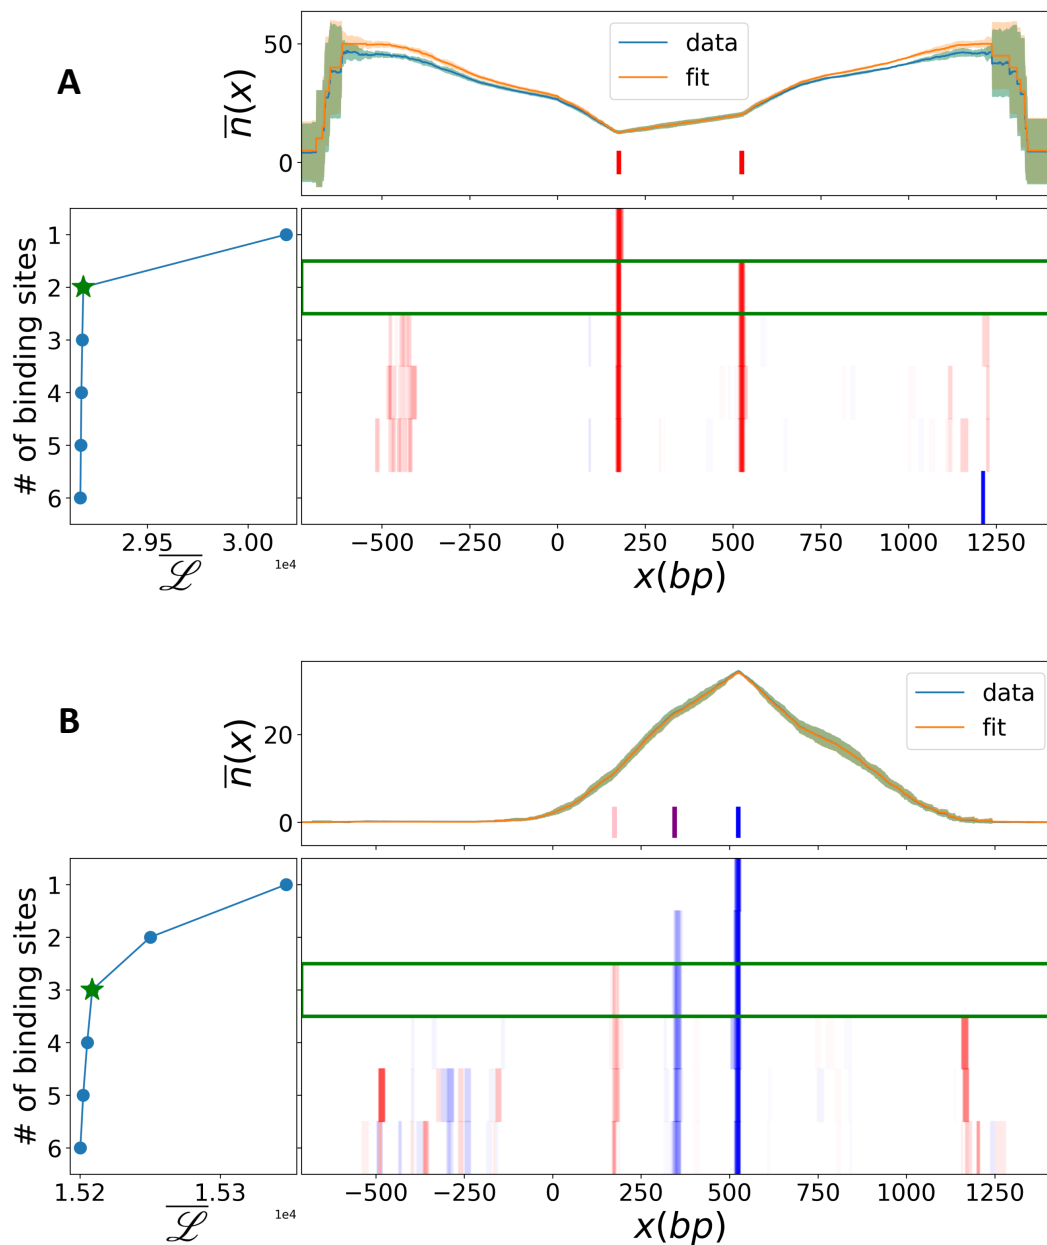 A
n̅(x)
50
0
data
fit
# of binding sites
1
2
3
4
5
6
2.95 3.00
1e4
ℒ̅
−500 −250 0 250 500 750 1000 1250
x(bp)
B
n̅(x)
20
0
data
fit
# of binding sites
1
2
3
4
5
6
1.52 1.53
1e4
ℒ̅
−500 −250 0 250 500 750 1000 1250
x(bp)